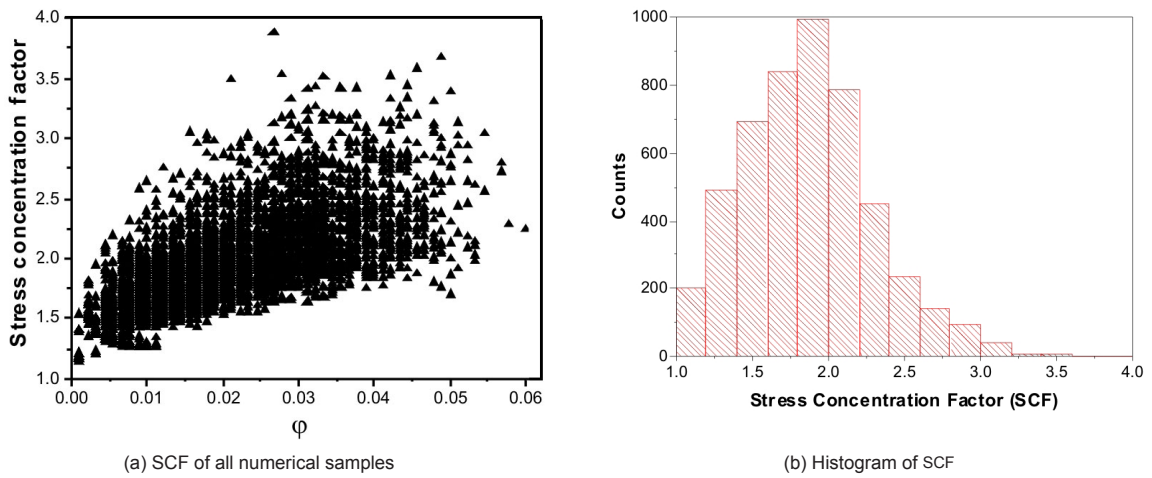 4.0
3.5
3.0
2.5
2.0
1.5
1.0
Stress concentration factor
0.00 0.01 0.02 0.03 0.04 0.05 0.06
φ
(a) SCF of all numerical samples
1000
800
600
400
200
0
Counts
1.0 1.5 2.0 2.5 3.0 3.5 4.0
Stress Concentration Factor (SCF)
(b) Histogram of SCF